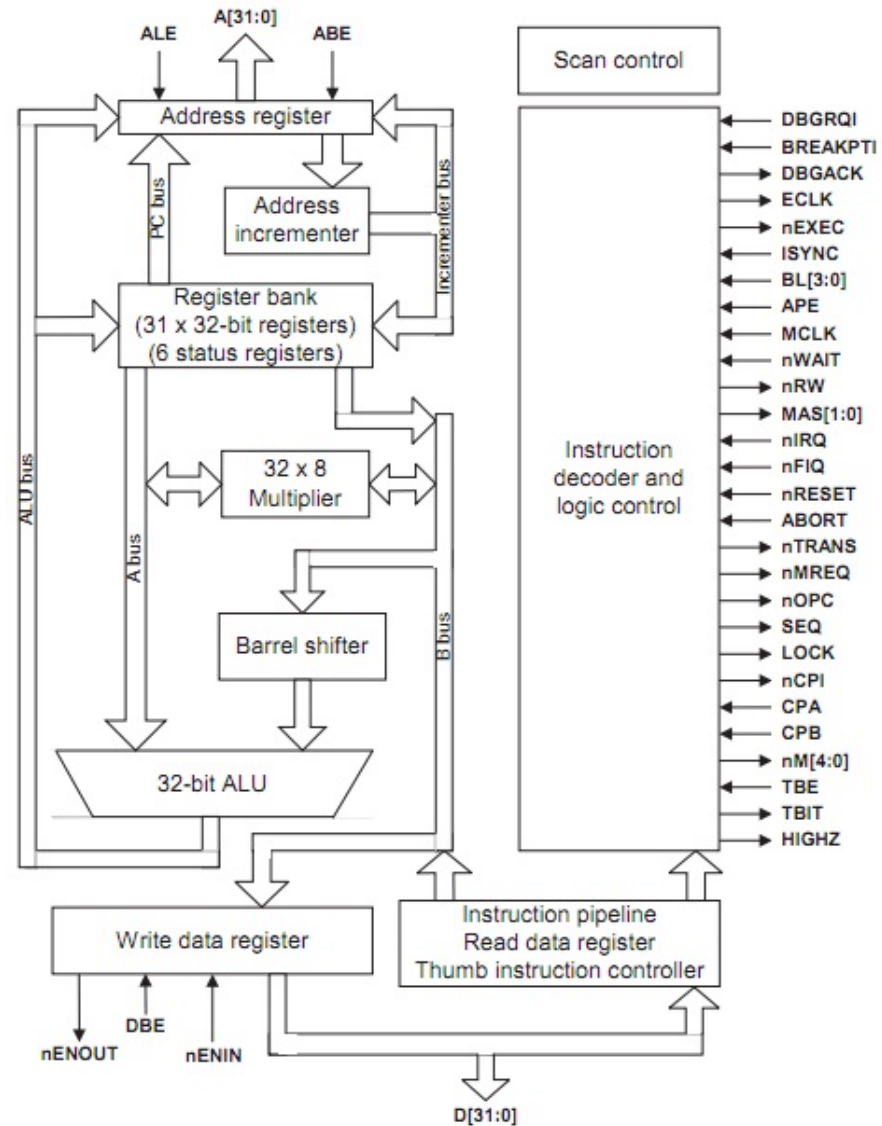 A[31:0]
ALE
ABE
Scan control
Address register
DBGRQI
BREAKPTI
DBGACK
ECLK
nEXEC
ISYNC
BL[3:0]
APE
MCLK
nWAIT
nRW
MAS[1:0]
nIRQ
nFIQ
nRESET
ABORT
nTRANS
nMREQ
nOPC
SEQ
LOCK
nCPI
CPA
CPB
nM[4:0]
TBE
TBIT
HIGHZ
PC bus
Address
incrementer
Incrementer bus
Register bank
(31 x 32-bit registers)
(6 status registers)
ALU bus
A bus
32 x 8
Multiplier
B bus
Barrel shifter
Instruction
decoder and
logic control
32-bit ALU
Write data register
Instruction pipeline
Read data register
Thumb instruction controller
nENOUT
DBE
nENIN
D[31:0]